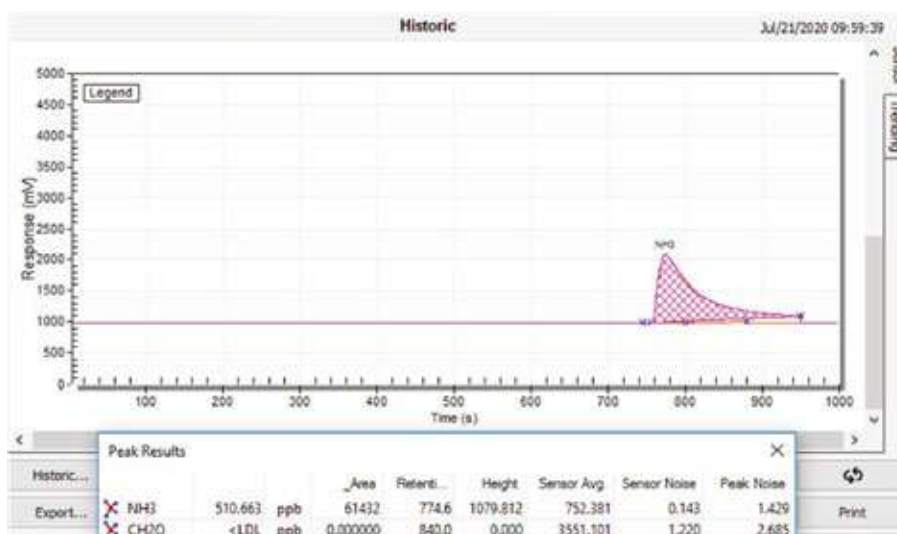 Historic
Jul/21/2020 09:59:39
Trending
5000
Legend
4500
4000
3500
3000
2500
2000
1500
1000
500
0
Response (mV)
NH3
100 200 300 400 500 600 700 800 900 1000
Time (s)
Peak Results
_Area Retenti... Height Sensor Avg Sensor Noise Peak Noise
NH3 510.663 ppb 61432 774.6 1079.812 752.381 0.143 1.429
CH2O <LDL ppb 0.000000 840.0 0.000 3551.101 1.220 2.685
Historic...
Export...
Print